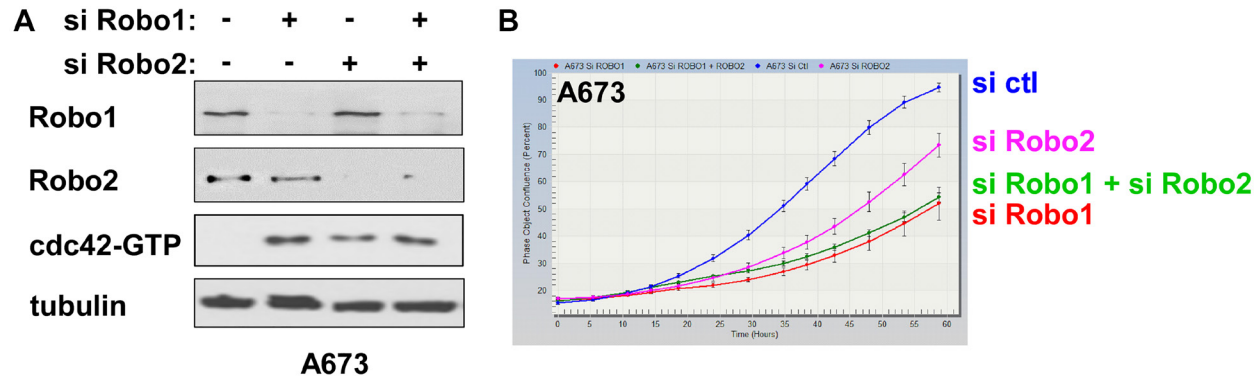 A
si Robo1: - + - +
si Robo2: - - + +
Robo1
Robo2
cdc42-GTP
tubulin
A673
B
A673 Si ROBO1 A673 Si ROBO1 + ROBO2 A673 Si Ctl A673 Si ROBO2
A673
Phase Object Confluence (Percent)
100
90
80
70
60
50
40
30
20
0 5 10 15 20 25 30 35 40 45 50 55 60
Time (Hours)
si ctl
si Robo2
si Robo1 + si Robo2
si Robo1